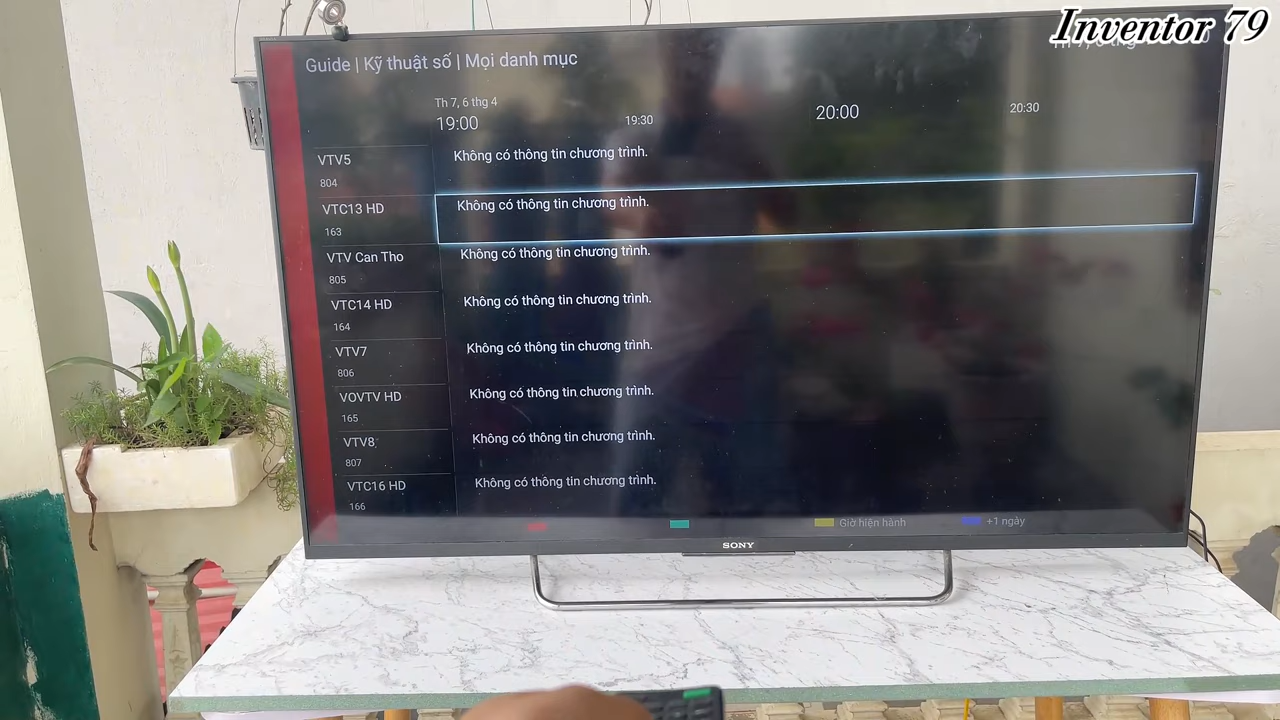 Inventor 79
Guide | Kỹ thuật số | Mọi danh mục
Th 7, 6 thg 4
19:00
19:30
20:00
20:30
VTV5
804
Không có thông tin chương trình.
VTC13 HD
163
Không có thông tin chương trình.
VTV Can Tho
805
Không có thông tin chương trình.
VTC14 HD
164
Không có thông tin chương trình.
VTV7
806
Không có thông tin chương trình.
VOVTV HD
165
Không có thông tin chương trình.
VTV8
807
Không có thông tin chương trình.
VTC16 HD
166
Không có thông tin chương trình.
Giờ hiện hành
+1 ngày
SONY